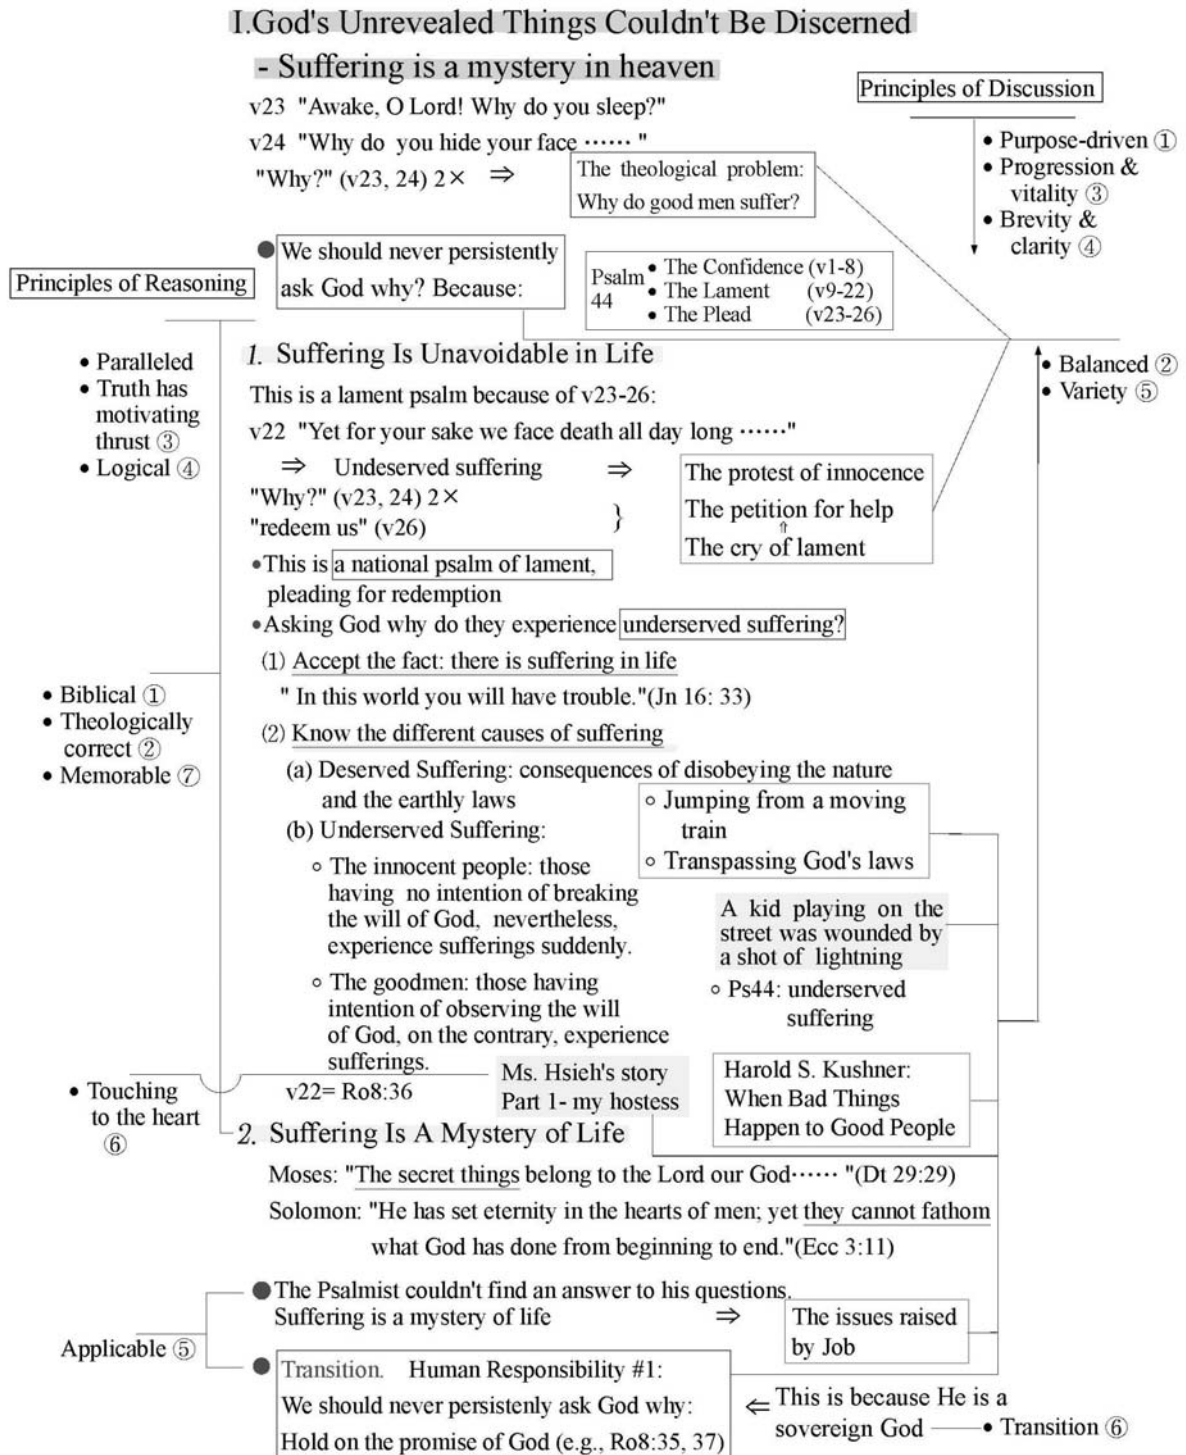 I.God's Unrevealed Things Couldn't Be Discerned
- Suffering is a mystery in heaven
v23 "Awake, O Lord! Why do you sleep?"
v24 "Why do you hide your face ······ "
"Why?" (v23, 24) 2× ⇒
The theological problem:
Why do good men suffer?
Principles of Discussion
• Purpose-driven ①
• Progression &
vitality ③
• Brevity &
clarity ④
● We should never persistently
ask God why? Because:
Psalm
44
• The Confidence (v1-8)
• The Lament (v9-22)
• The Plead (v23-26)
Principles of Reasoning
• Paralleled
• Truth has
motivating
thrust ③
• Logical ④
• Balanced ②
• Variety ⑤
1. Suffering Is Unavoidable in Life
This is a lament psalm because of v23-26:
v22 "Yet for your sake we face death all day long ······"
⇒ Undeserved suffering ⇒
"Why?" (v23, 24) 2×
"redeem us" (v26)
}
The protest of innocence
The petition for help
⇑
The cry of lament
•This is a national psalm of lament,
pleading for redemption
•Asking God why do they experience underserved suffering?
(1) Accept the fact: there is suffering in life
" In this world you will have trouble."(Jn 16: 33)
• Biblical ①
• Theologically
correct ②
• Memorable ⑦
(2) Know the different causes of suffering
(a) Deserved Suffering: consequences of disobeying the nature
and the earthly laws
◦ Jumping from a moving
train
◦ Transpassing God's laws
(b) Underserved Suffering:
◦ The innocent people: those
having no intention of breaking
the will of God, nevertheless,
experience sufferings suddenly.
A kid playing on the
street was wounded by
a shot of lightning
◦ The goodmen: those having
intention of observing the will
of God, on the contrary, experience
sufferings.
◦ Ps44: underserved
suffering
v22= Ro8:36
Ms. Hsieh's story
Part 1- my hostess
Harold S. Kushner:
When Bad Things
Happen to Good People
• Touching
to the heart
⑥
2. Suffering Is A Mystery of Life
Moses: "The secret things belong to the Lord our God······ "(Dt 29:29)
Solomon: "He has set eternity in the hearts of men; yet they cannot fathom
what God has done from beginning to end."(Ecc 3:11)
● The Psalmist couldn't find an answer to his questions.
Suffering is a mystery of life ⇒
The issues raised
by Job
Applicable ⑤
● Transition. Human Responsibility #1:
We should never persistenly ask God why:
Hold on the promise of God (e.g., Ro8:35, 37)
⇐ This is because He is a
sovereign God
• Transition ⑥